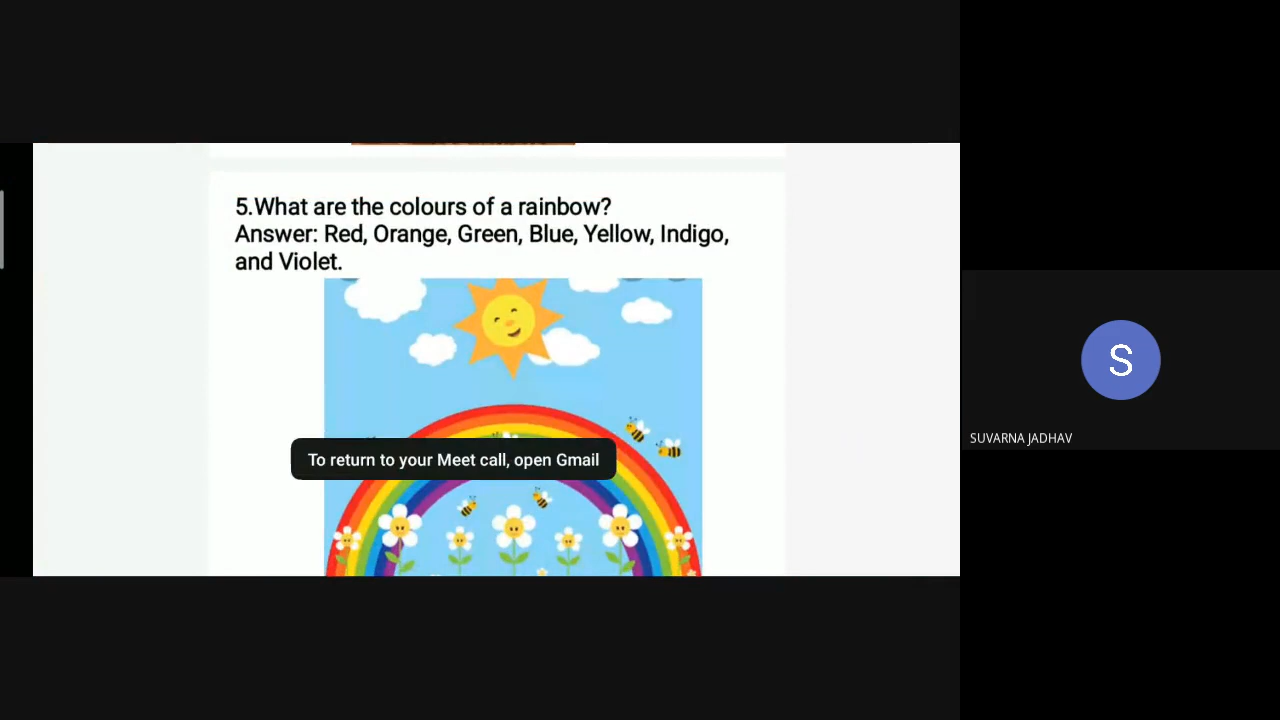 5.What are the colours of a rainbow?
Answer: Red, Orange, Green, Blue, Yellow, Indigo,
and Violet.
To return to your Meet call, open Gmail
S
SUVARNA JADHAV